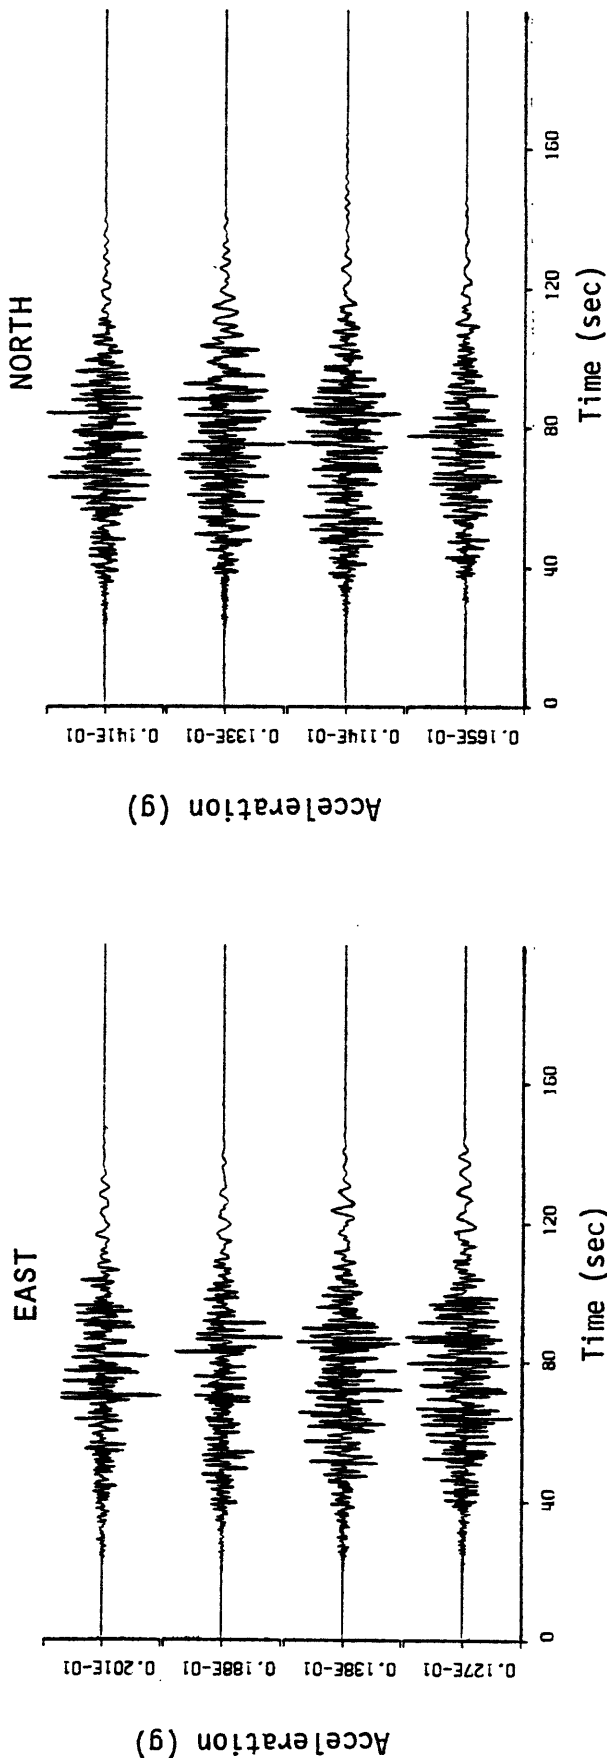 EAST
Acceleration (g)
0.201E-01
0.188E-01
0.138E-01
0.127E-01
0
40
80
120
160
Time (sec)
NORTH
Acceleration (g)
0.141E-01
0.133E-01
0.114E-01
0.165E-01
0
40
80
120
160
Time (sec)